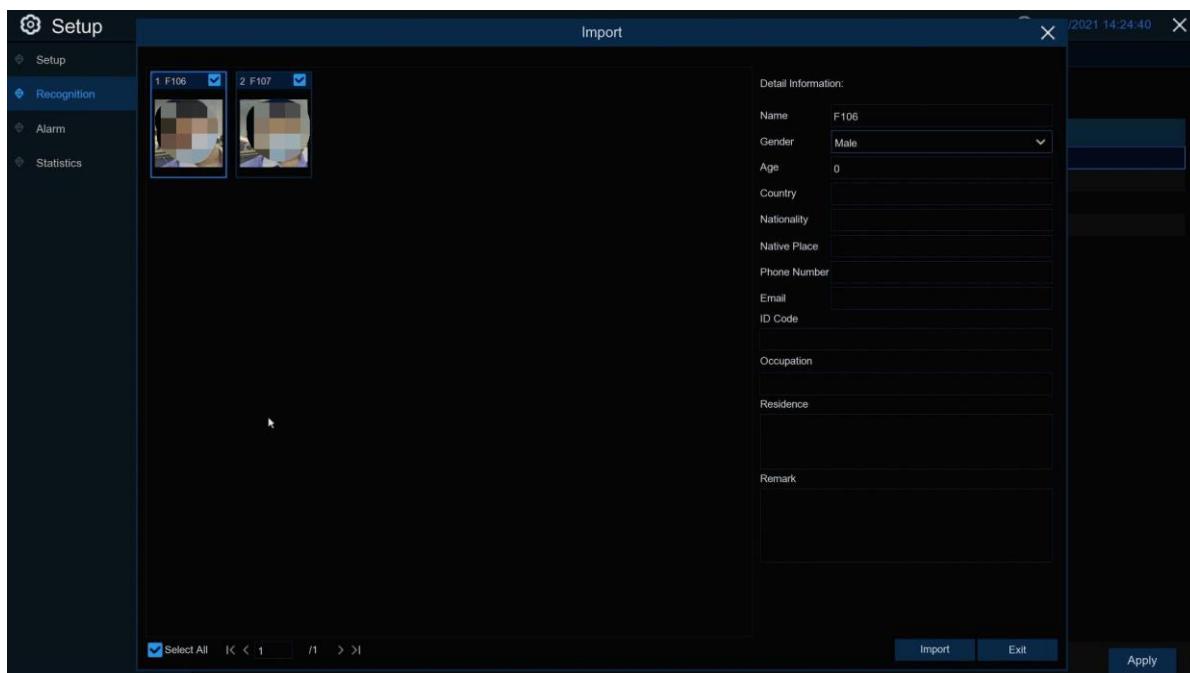 Setup
Import
/2021 14:24:40
Setup
Recognition
Alarm
Statistics
1 F106
2 F107
Detail Information:
Name F106
Gender Male
Age 0
Country
Nationality
Native Place
Phone Number
Email
ID Code
Occupation
Residence
Remark
Select All 1 /1
Import Exit
Apply